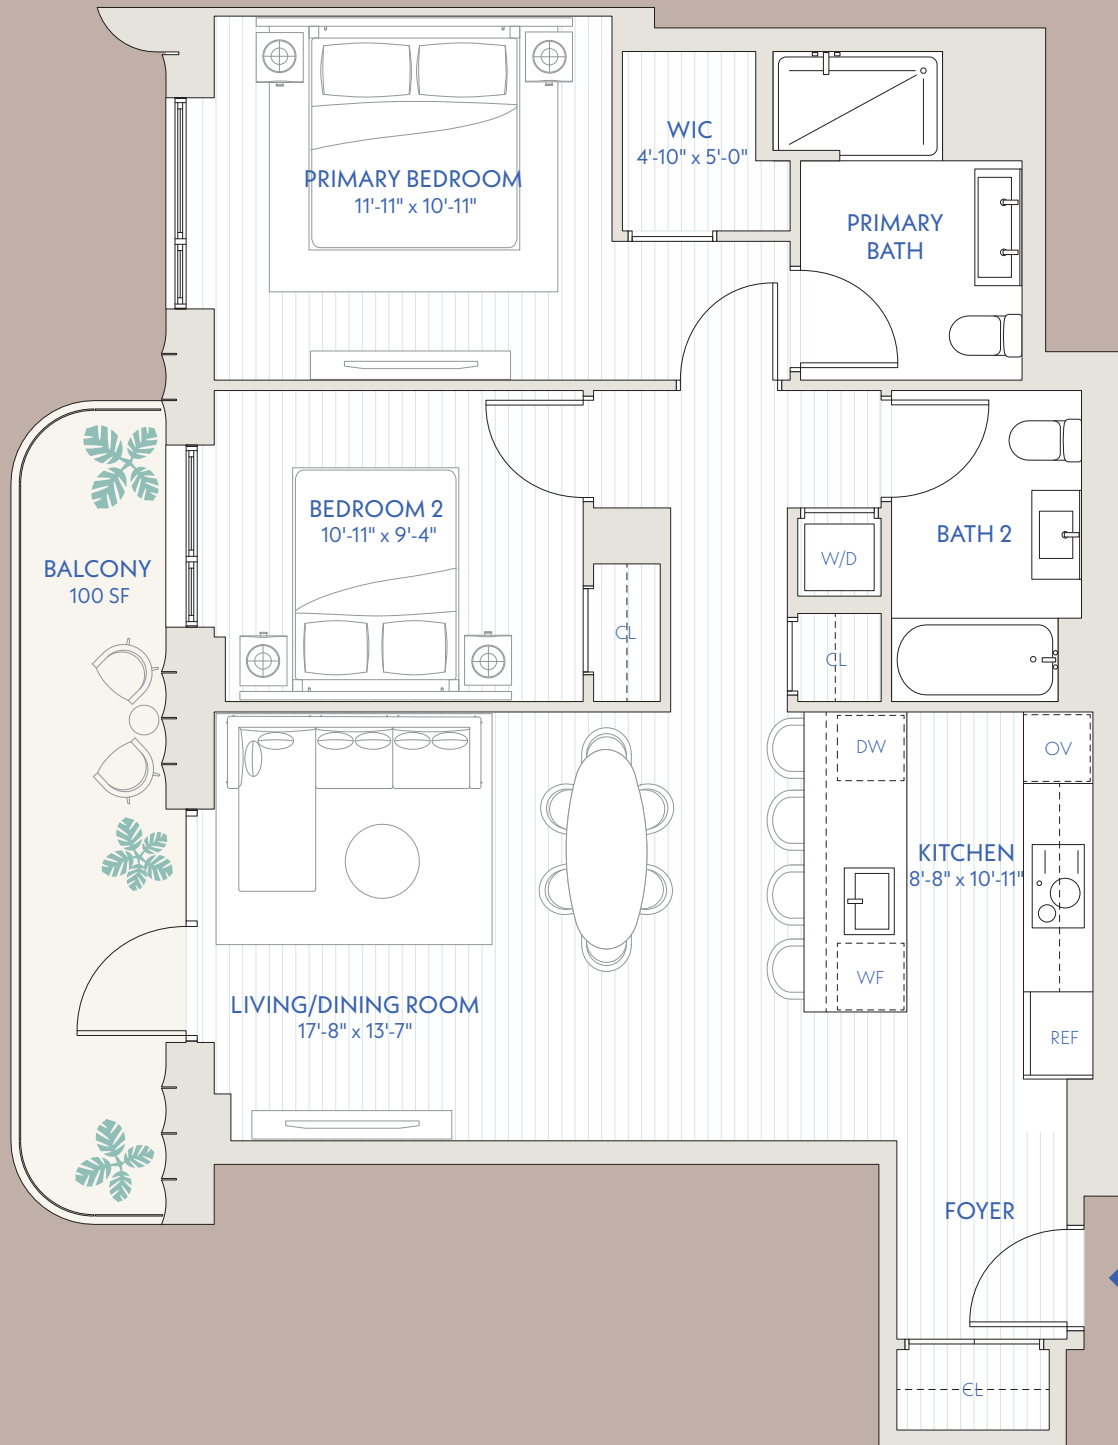 WIC
4'-10" x 5'-0"
PRIMARY BEDROOM
11'-11" x 10'-11"
PRIMARY
BATH
BEDROOM 2
10'-11" x 9'-4"
BATH 2
W/D
BALCONY
100 SF
CL
CL
DW
OV
KITCHEN
8'-8" x 10'-11"
WF
LIVING/DINING ROOM
17'-8" x 13'-7"
REF
FOYER
CL